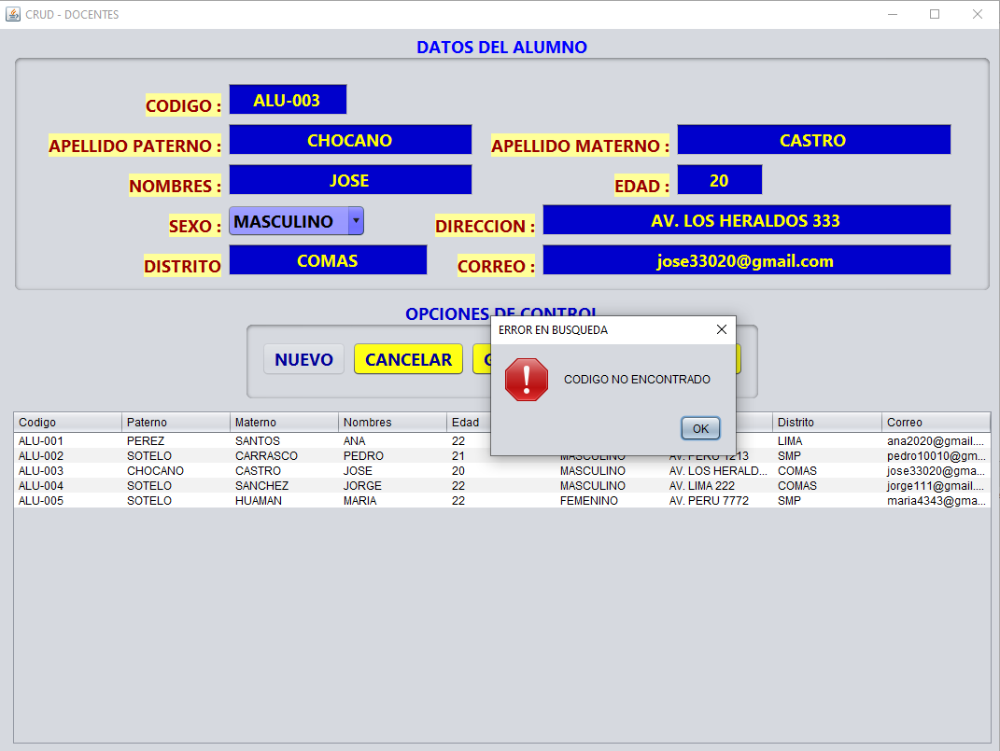 CRUD - DOCENTES
DATOS DEL ALUMNO
CODIGO : ALU-003
APELLIDO PATERNO : CHOCANO APELLIDO MATERNO : CASTRO
NOMBRES : JOSE EDAD : 20
SEXO : MASCULINO DIRECCION : AV. LOS HERALDOS 333
DISTRITO COMAS CORREO : jose33020@gmail.com
OPCIONES DE CONTROL
ERROR EN BUSQUEDA
NUEVO CANCELAR
CODIGO NO ENCONTRADO
OK
Codigo Paterno Materno Nombres Edad Distrito Correo
ALU-001 PEREZ SANTOS ANA 22 LIMA ana2020@gmail....
ALU-002 SOTELO CARRASCO PEDRO 21 MASCULINO AV. PERU 1213 SMP pedro10010@gm...
ALU-003 CHOCANO CASTRO JOSE 20 MASCULINO AV. LOS HERALD... COMAS jose33020@gma...
ALU-004 SOTELO SANCHEZ JORGE 22 MASCULINO AV. LIMA 222 COMAS jorge111@gmail....
ALU-005 SOTELO HUAMAN MARIA 22 FEMENINO AV. PERU 7772 SMP maria4343@gma...